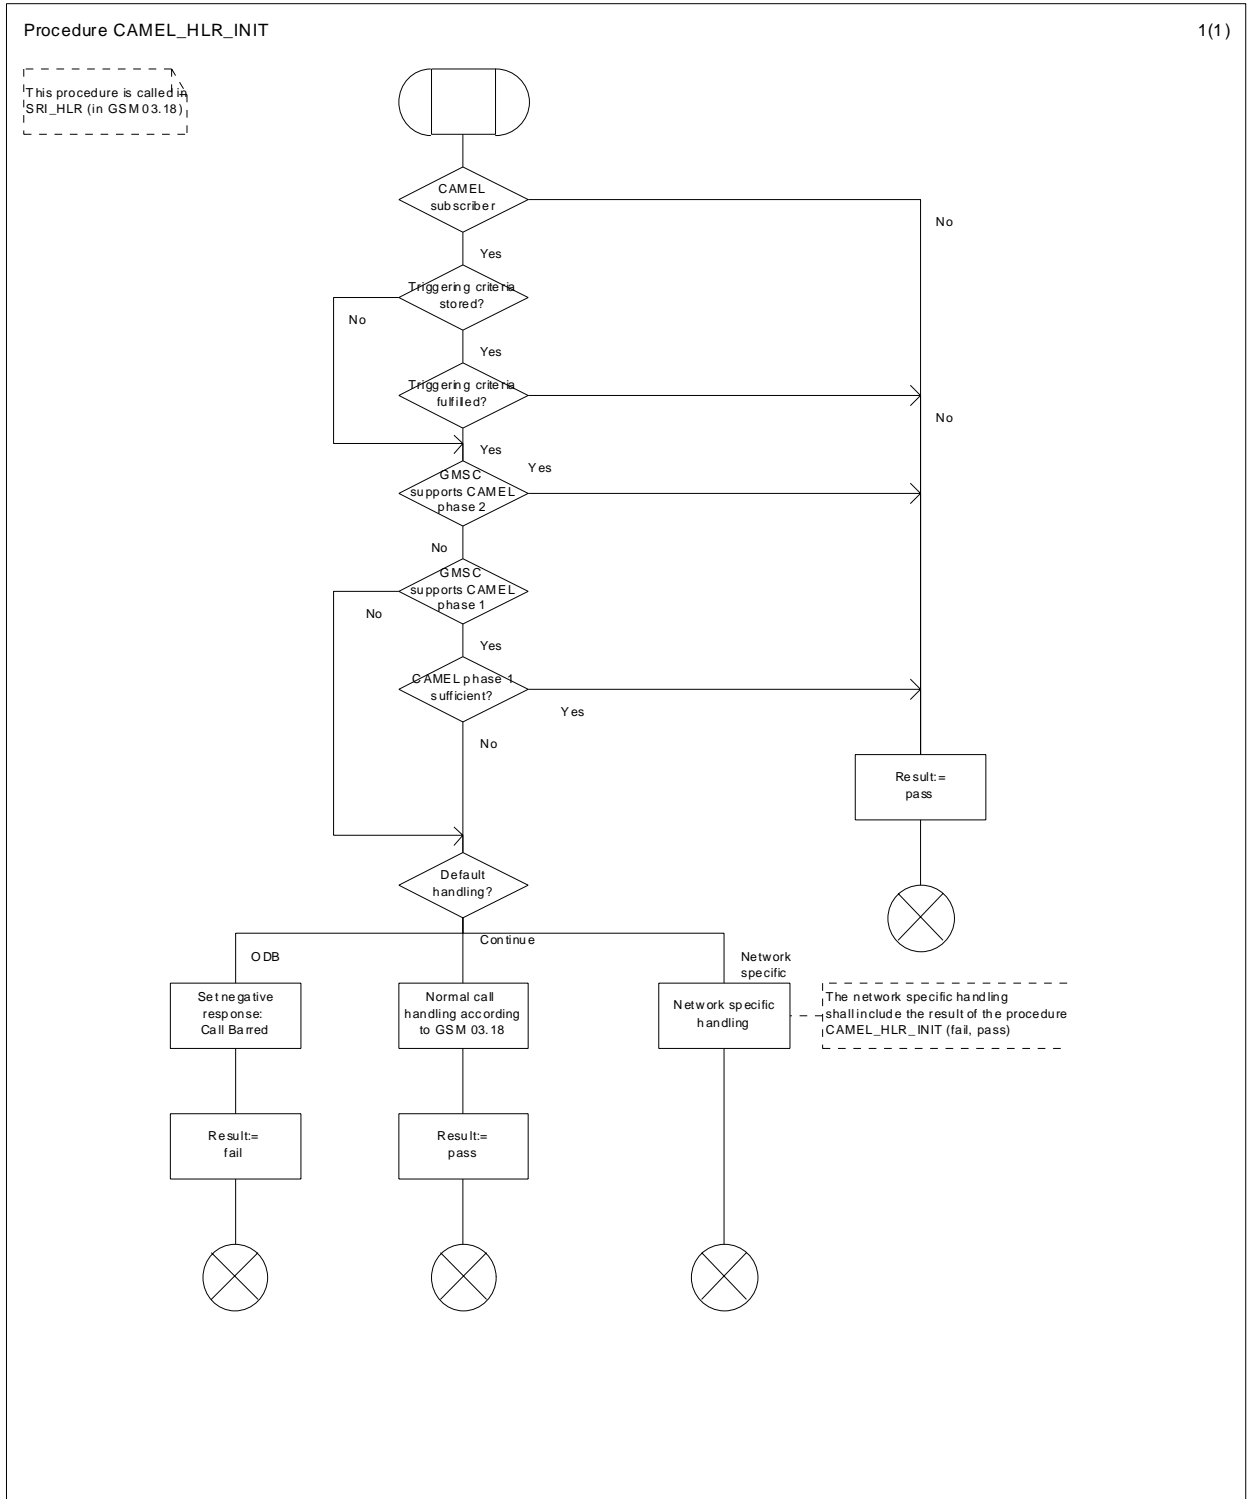 Procedure CAMEL_HLR_INIT
1(1)
This procedure is called in
SRI_HLR (in GSM 03.18)
CAMEL
subscriber
No
Yes
Triggering criteria
stored?
No
Yes
Triggering criteria
fulfilled?
No
Yes
Yes
GMSC
supports CAMEL
phase 2
No
GMSC
supports CAMEL
phase 1
No
Yes
CAMEL phase 1
sufficient?
Yes
No
Result:=
pass
Default
handling?
Continue
ODB
Network
specific
Set negative
response:
Call Barred
Normal call
handling according
to GSM 03.18
Network specific
handling
The network specific handling
shall include the result of the procedure
CAMEL_HLR_INIT (fail, pass)
Result:=
fail
Result:=
pass